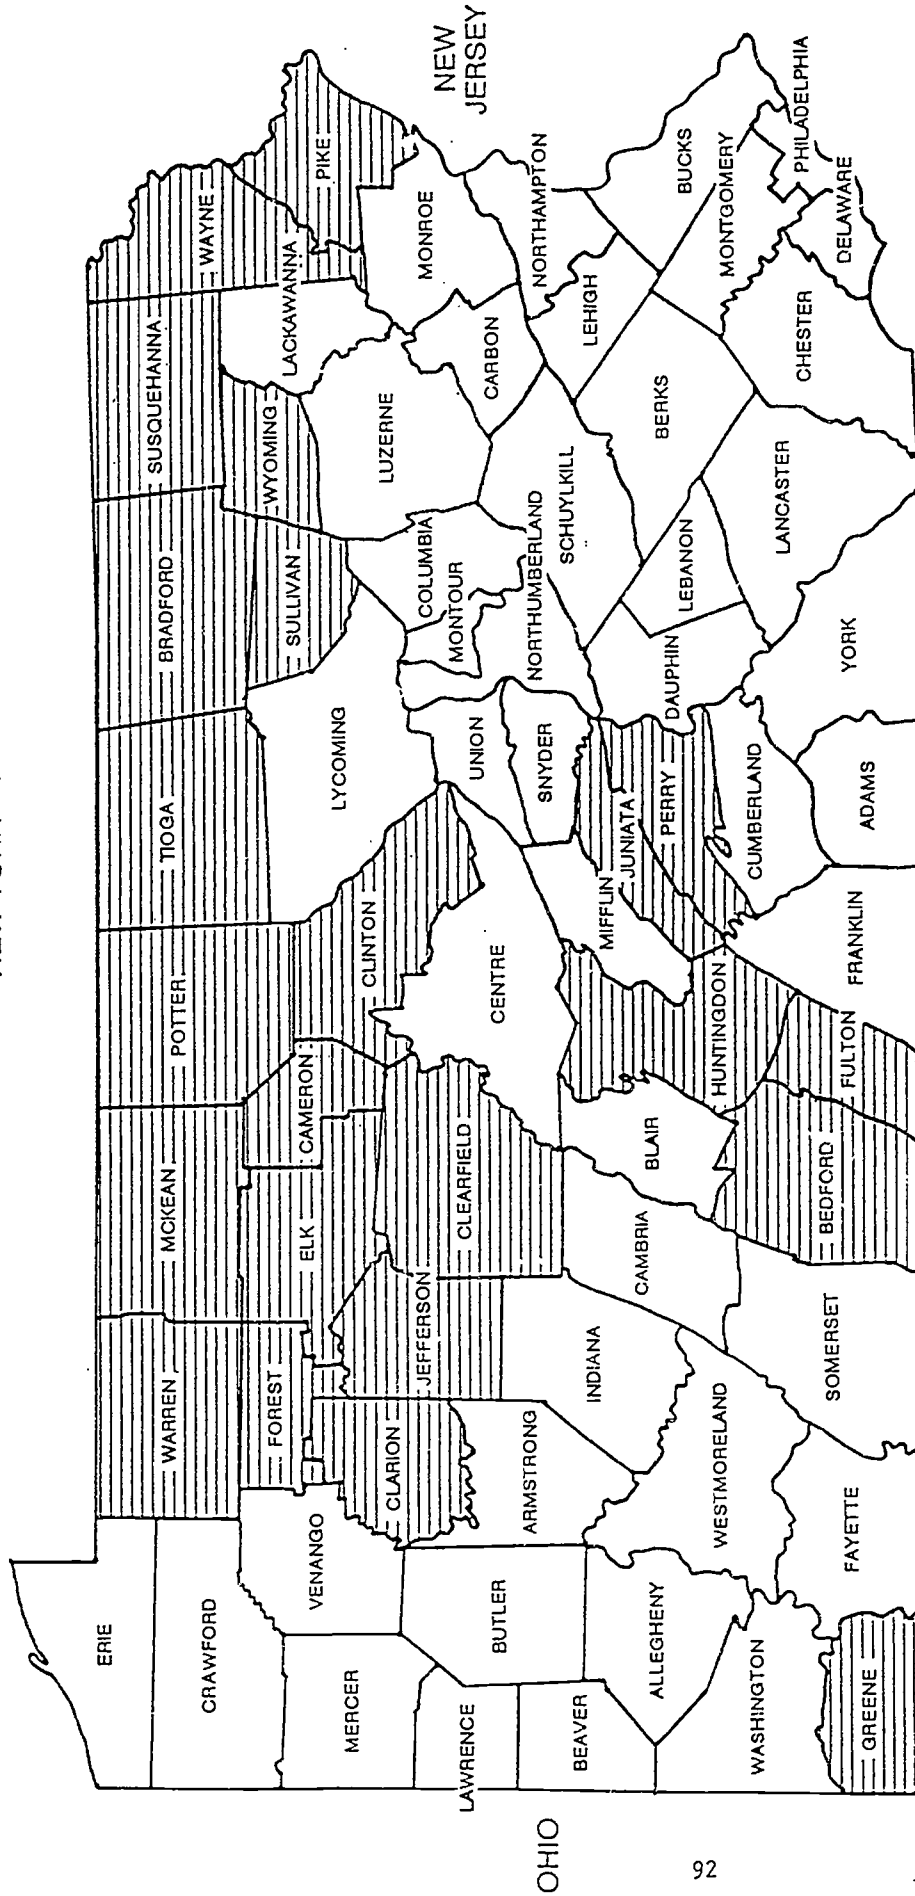 NEW
JERSEY
OHIO
ERIE
CRAWFORD
WARREN
MCKEAN
POTTER
TIOGA
BRADFORD
SUSQUEHANNA
WAYNE
PIKE
LACKAWANNA
WYOMING
SULLIVAN
LYCOMING
CLINTON
CAMERON
ELK
FOREST
VENANGO
MERCER
LAWRENCE
BUTLER
CLARION
JEFFERSON
CLEARFIELD
CENTRE
UNION
MONTOUR
COLUMBIA
LUZERNE
MONROE
CARBON
NORTHAMPTON
LEHIGH
SCHUYLKILL
NORTHUMBERLAND
SNYDER
MIFFLIN
JUNIATA
PERRY
HUNTINGDON
BLAIR
CAMBRIA
INDIANA
ARMSTRONG
BEAVER
ALLEGHENY
WESTMORELAND
WASHINGTON
GREENE
FAYETTE
SOMERSET
BEDFORD
FULTON
FRANKLIN
ADAMS
CUMBERLAND
DAUPHIN
YORK
LEBANON
LANCASTER
BERKS
CHESTER
MONTGOMERY
BUCKS
PHILADELPHIA
DELAWARE
92